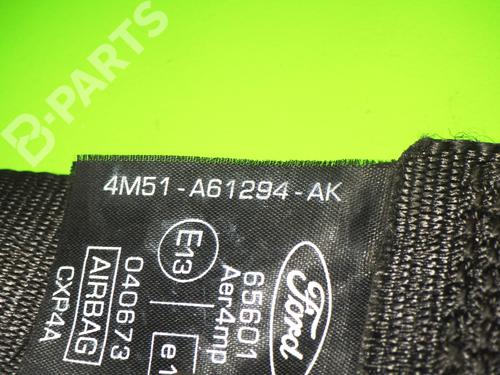 B-PARTS
4M51-A61294-AK
Ford
65601
Aer4mp
E13
e1
040673
AIRBAG
CXP4A